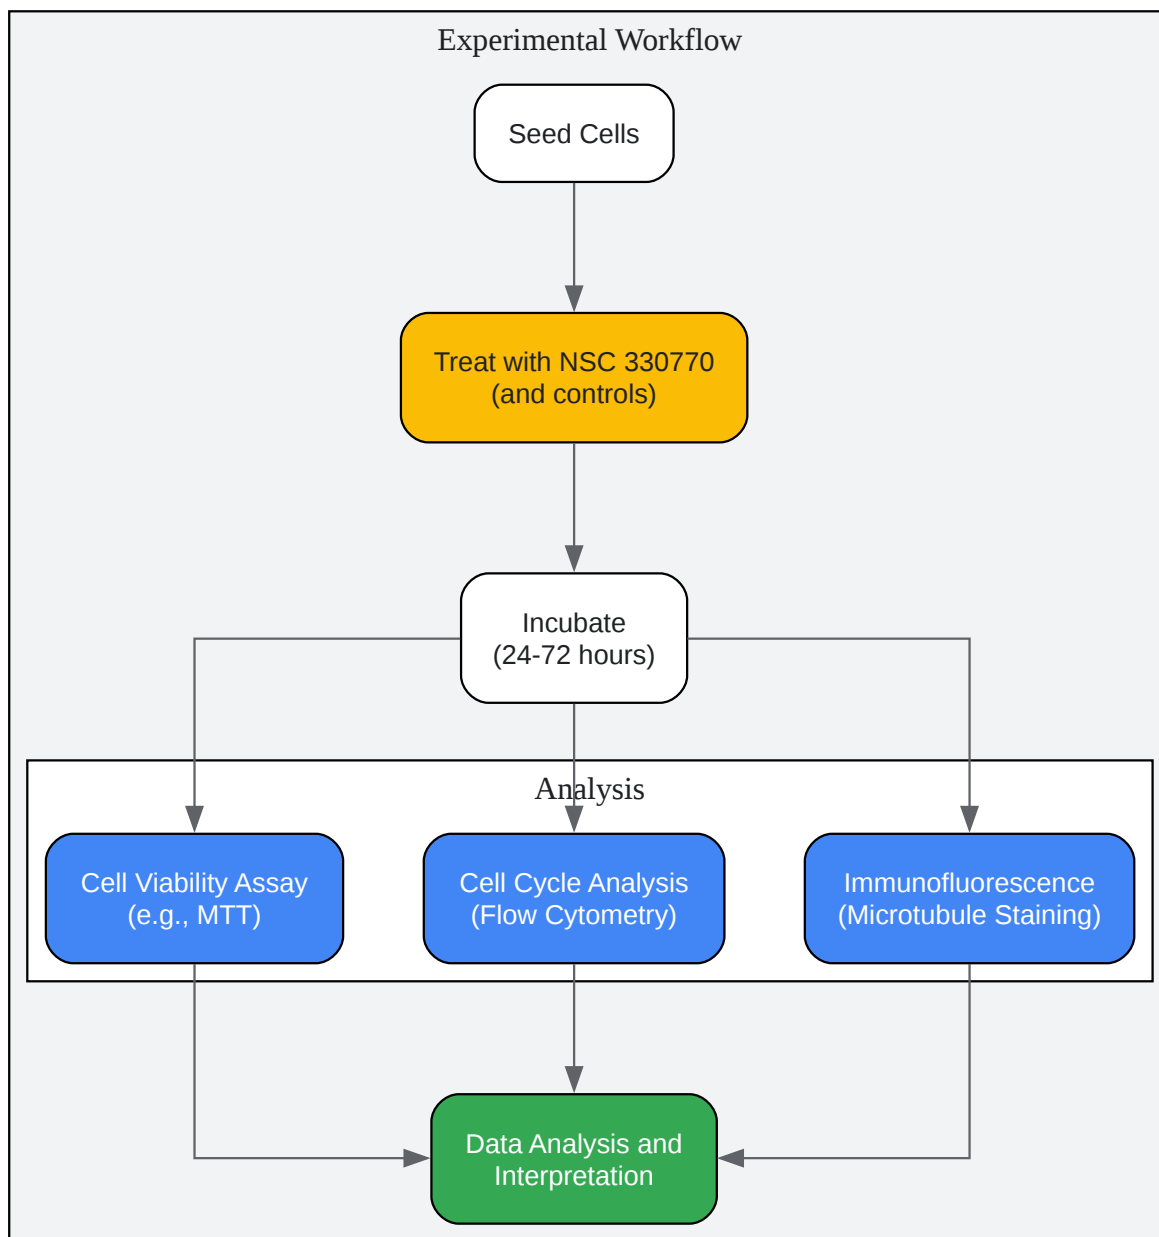 Experimental Workflow
Seed Cells
Treat with NSC 330770
(and controls)
Incubate
(24-72 hours)
Analysis
Cell Viability Assay
(e.g., MTT)
Cell Cycle Analysis
(Flow Cytometry)
Immunofluorescence
(Microtubule Staining)
Data Analysis and
Interpretation